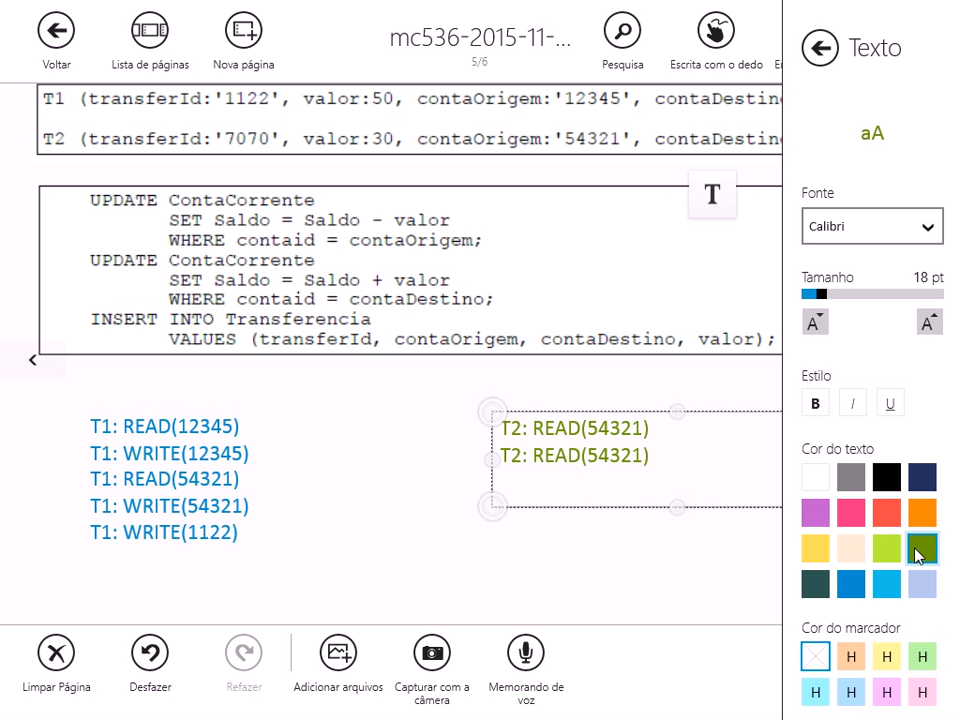 Voltar
Lista de páginas
Nova página
mc536-2015-11-...
5/6
Pesquisa
Escrita com o dedo
Texto
aA
T1 (transferId:'1122', valor:50, contaOrigem:'12345', contaDestino
T2 (transferId:'7070', valor:30, contaOrigem:'54321', contaDestino
T
UPDATE ContaCorrente
SET Saldo = Saldo - valor
WHERE contaid = contaOrigem;
UPDATE ContaCorrente
SET Saldo = Saldo + valor
WHERE contaid = contaDestino;
INSERT INTO Transferencia
VALUES (transferId, contaOrigem, contaDestino, valor);
T1: READ(12345)
T1: WRITE(12345)
T1: READ(54321)
T1: WRITE(54321)
T1: WRITE(1122)
T2: READ(54321)
T2: READ(54321)
Fonte
Calibri
Tamanho 18 pt
A A
Estilo
B I U
Cor do texto
Cor do marcador
H H H
H H H H
Limpar Página
Desfazer
Refazer
Adicionar arquivos
Capturar com a
câmera
Memorando de
voz